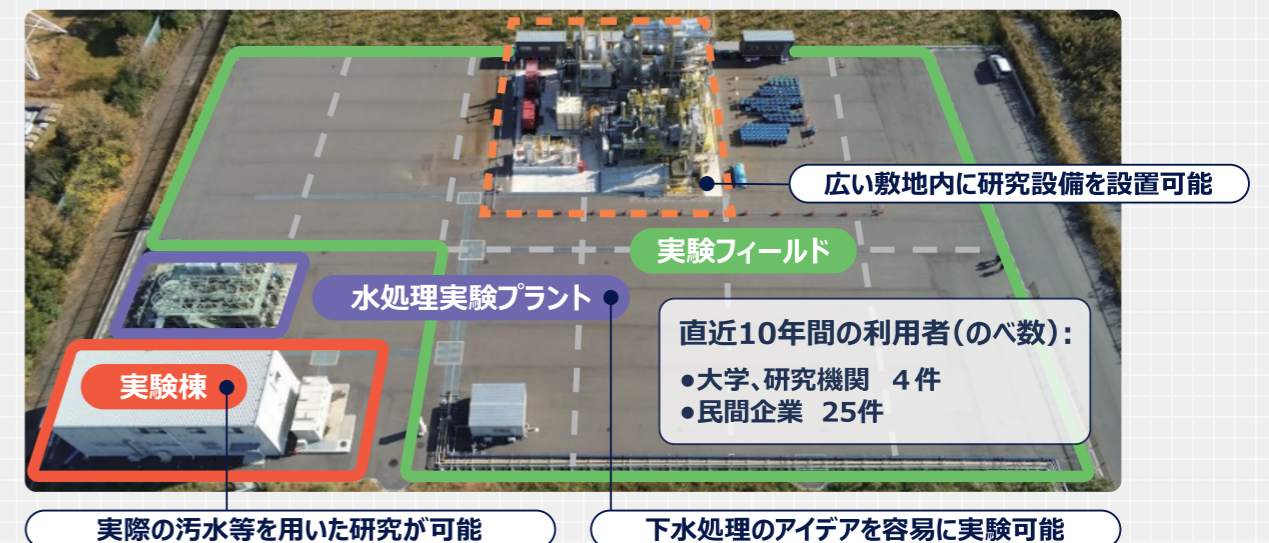 広い敷地内に研究設備を設置可能
実験フィールド
水処理実験プラント
直近10年間の利用者(のべ数):
●大学、研究機関 4件
●民間企業 25件
実験棟
実際の汚水等を用いた研究が可能
下水処理のアイデアを容易に実験可能